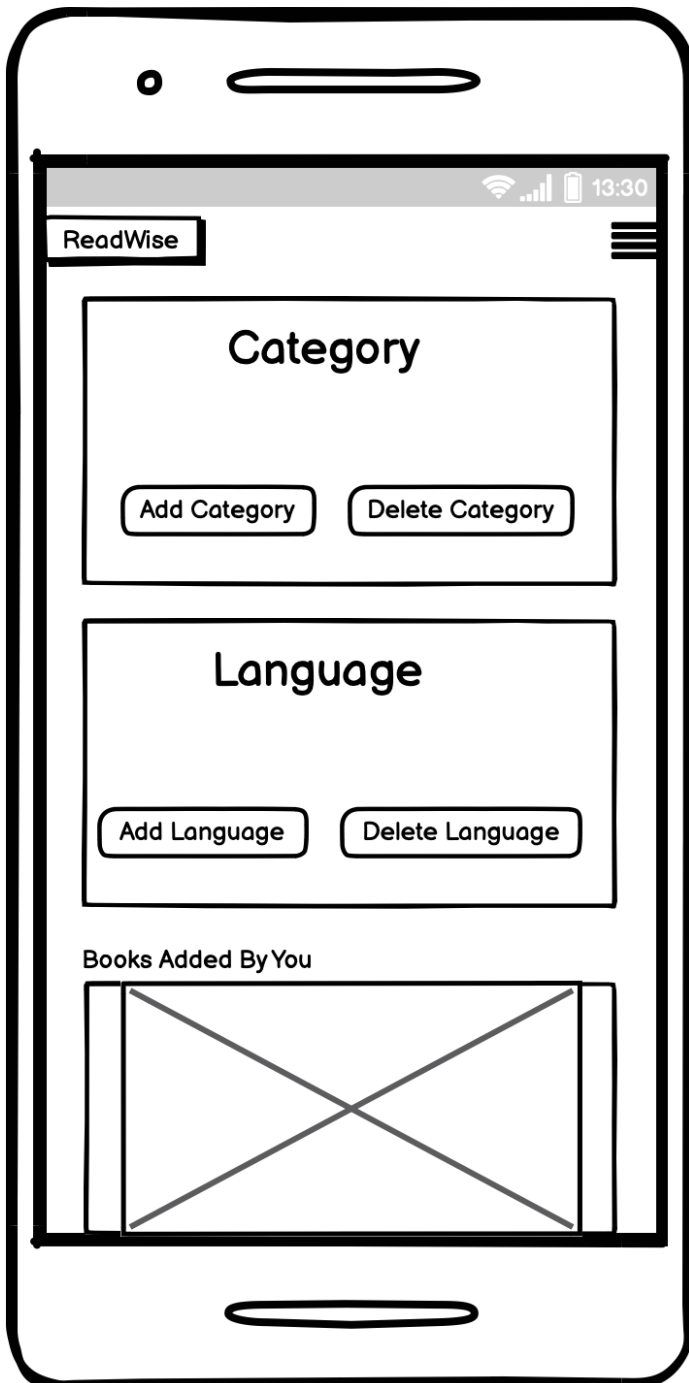 13:30
ReadWise
Category
Add Category Delete Category
Language
Add Language Delete Language
Books Added By You